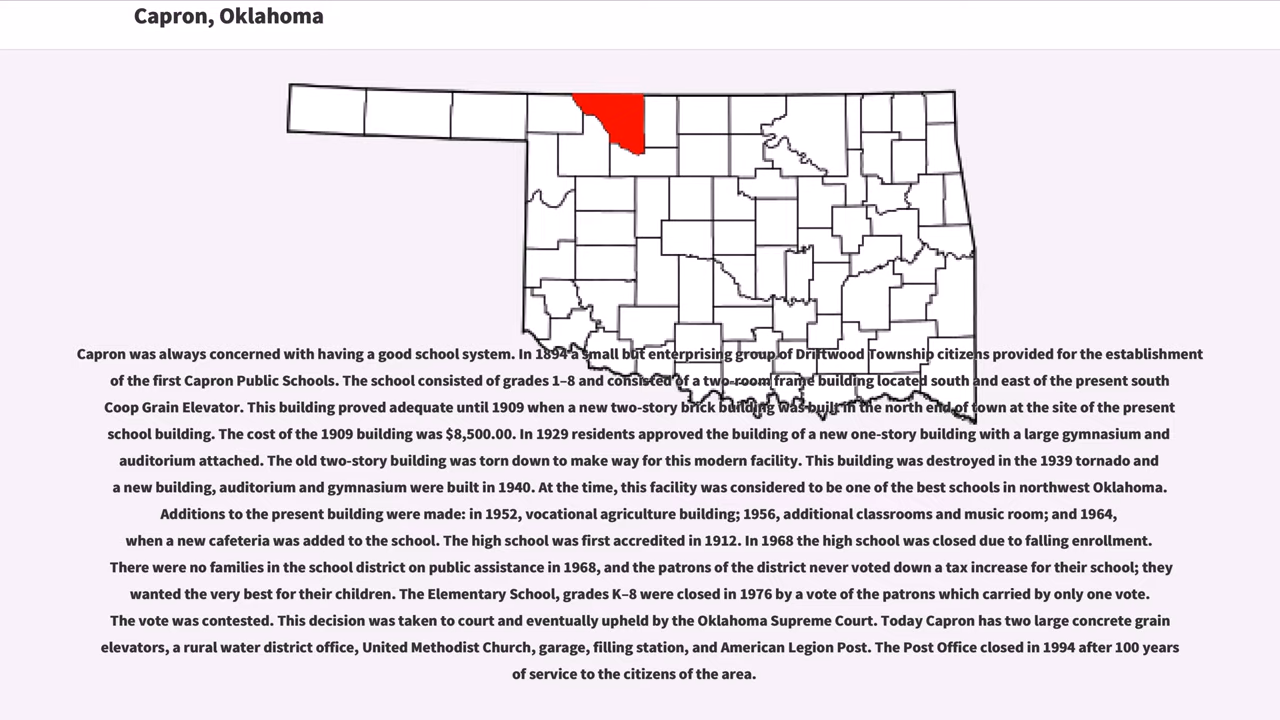 Capron, Oklahoma
Capron was always concerned with having a good school system. In 1894 a small but enterprising group of Driftwood Township citizens provided for the establishment
of the first Capron Public Schools. The school consisted of grades 1–8 and consisted of a two-room frame building located south and east of the present south
Coop Grain Elevator. This building proved adequate until 1909 when a new two-story brick building was built in the north end of town at the site of the present
school building. The cost of the 1909 building was $8,500.00. In 1929 residents approved the building of a new one-story building with a large gymnasium and
auditorium attached. The old two-story building was torn down to make way for this modern facility. This building was destroyed in the 1939 tornado and
a new building, auditorium and gymnasium were built in 1940. At the time, this facility was considered to be one of the best schools in northwest Oklahoma.
Additions to the present building were made: in 1952, vocational agriculture building; 1956, additional classrooms and music room; and 1964,
when a new cafeteria was added to the school. The high school was first accredited in 1912. In 1968 the high school was closed due to falling enrollment.
There were no families in the school district on public assistance in 1968, and the patrons of the district never voted down a tax increase for their school; they
wanted the very best for their children. The Elementary School, grades K–8 were closed in 1976 by a vote of the patrons which carried by only one vote.
The vote was contested. This decision was taken to court and eventually upheld by the Oklahoma Supreme Court. Today Capron has two large concrete grain
elevators, a rural water district office, United Methodist Church, garage, filling station, and American Legion Post. The Post Office closed in 1994 after 100 years
of service to the citizens of the area.